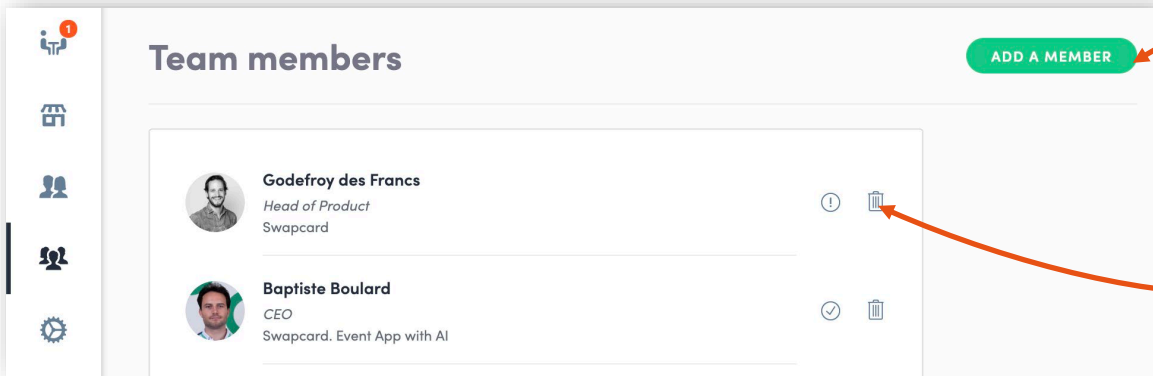 1
Team members
ADD A MEMBER
Godefroy des Francs
Head of Product
Swapcard
Baptiste Boulard
CEO
Swapcard. Event App with AI